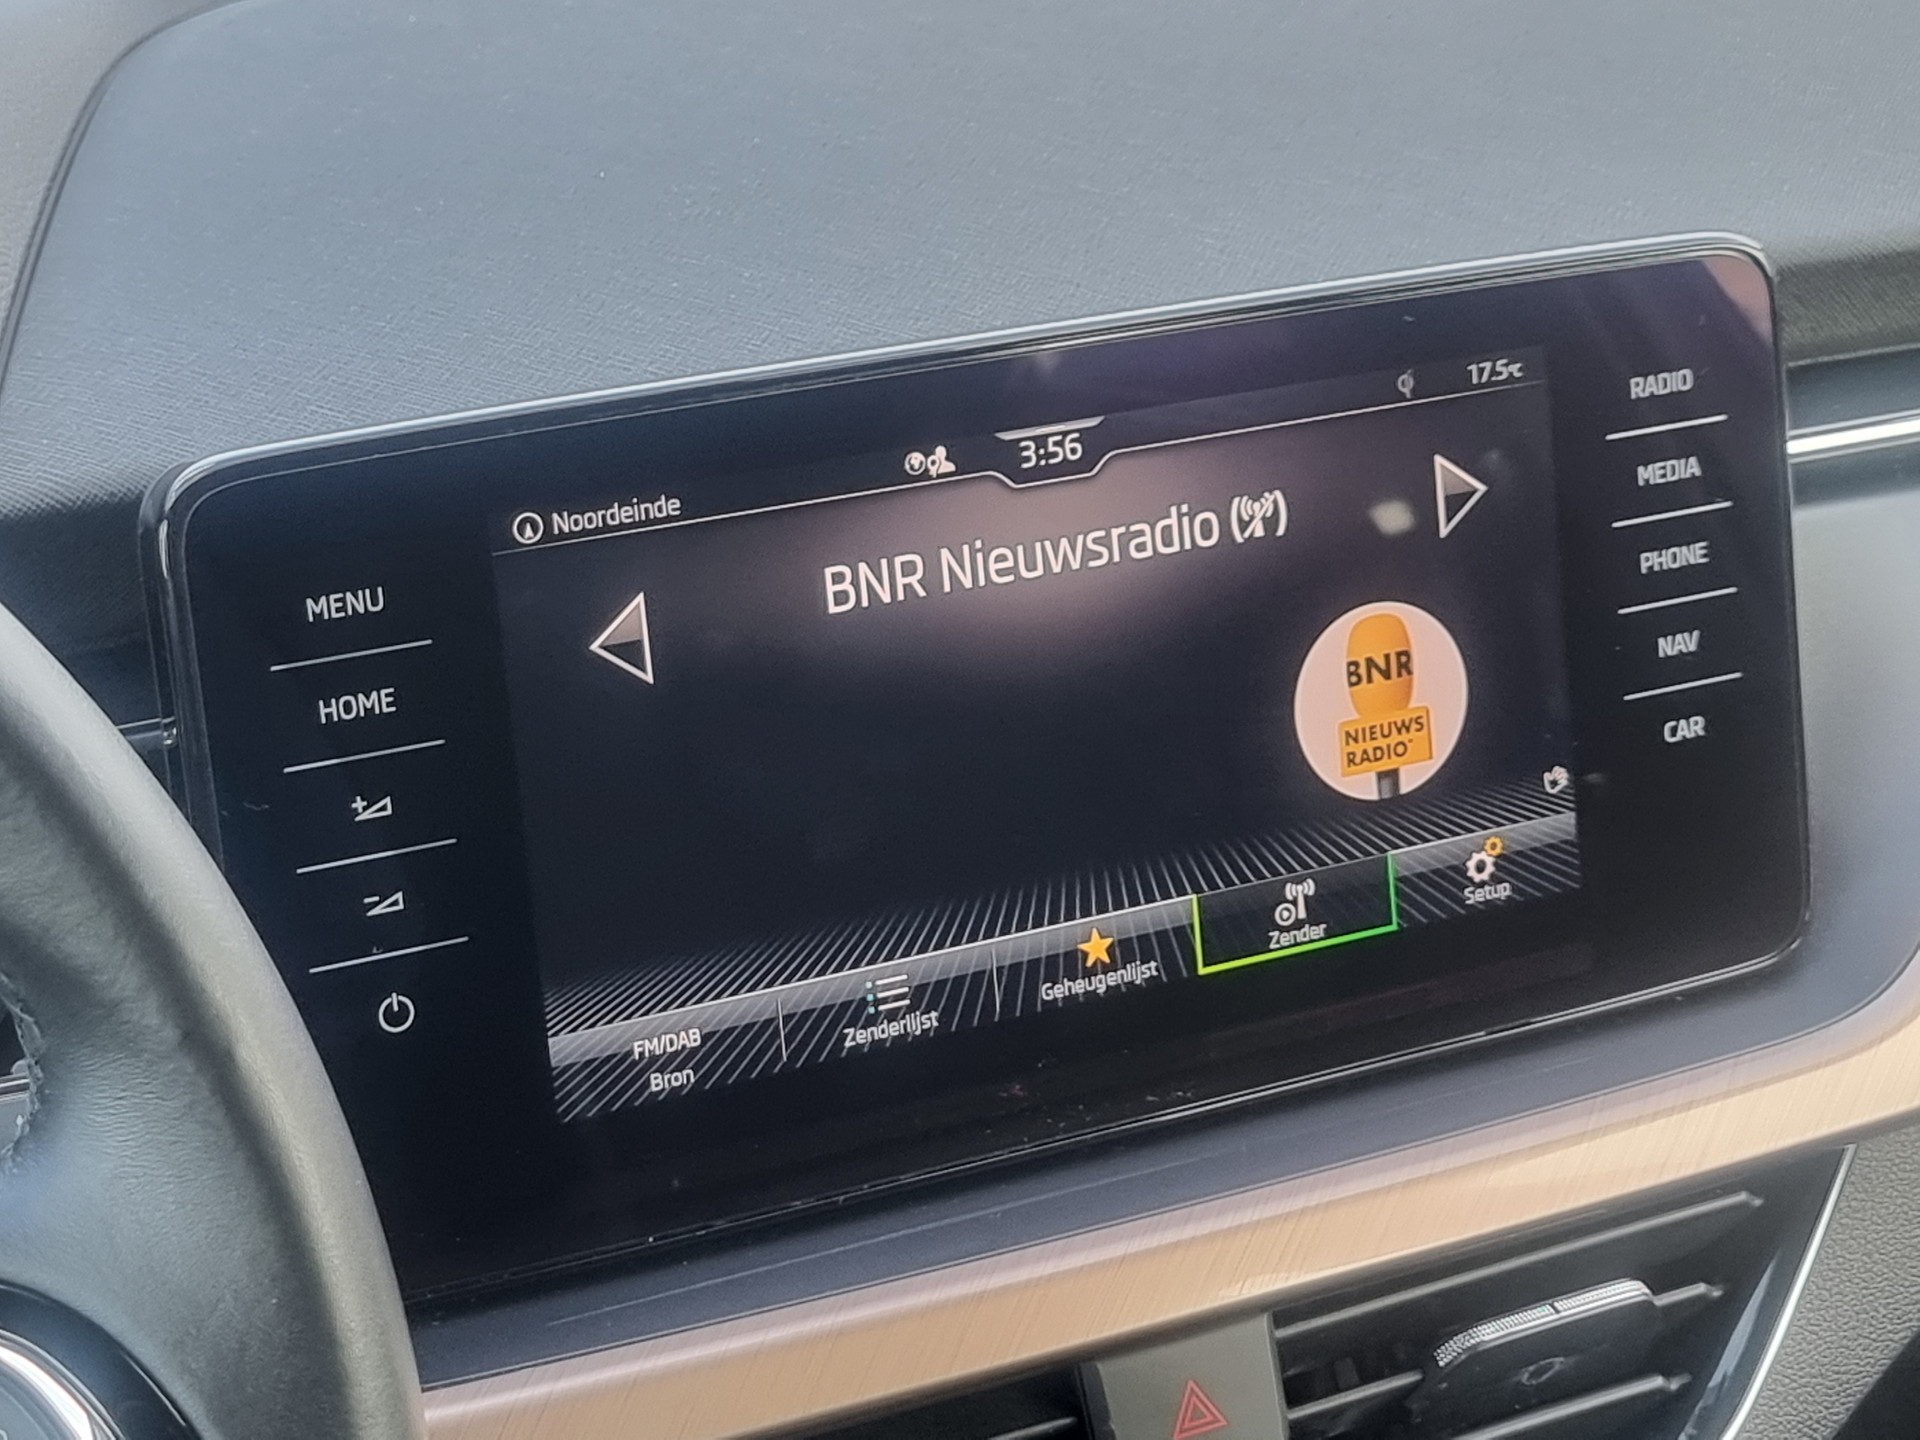 Noordeinde
3:56
17.5°C
BNR Nieuwsradio
BNR
NIEUWS
RADIO™
FM/DAB
Bron
Zenderlijst
Geheugenlijst
Zender
Setup
MENU
HOME
RADIO
MEDIA
PHONE
NAV
CAR